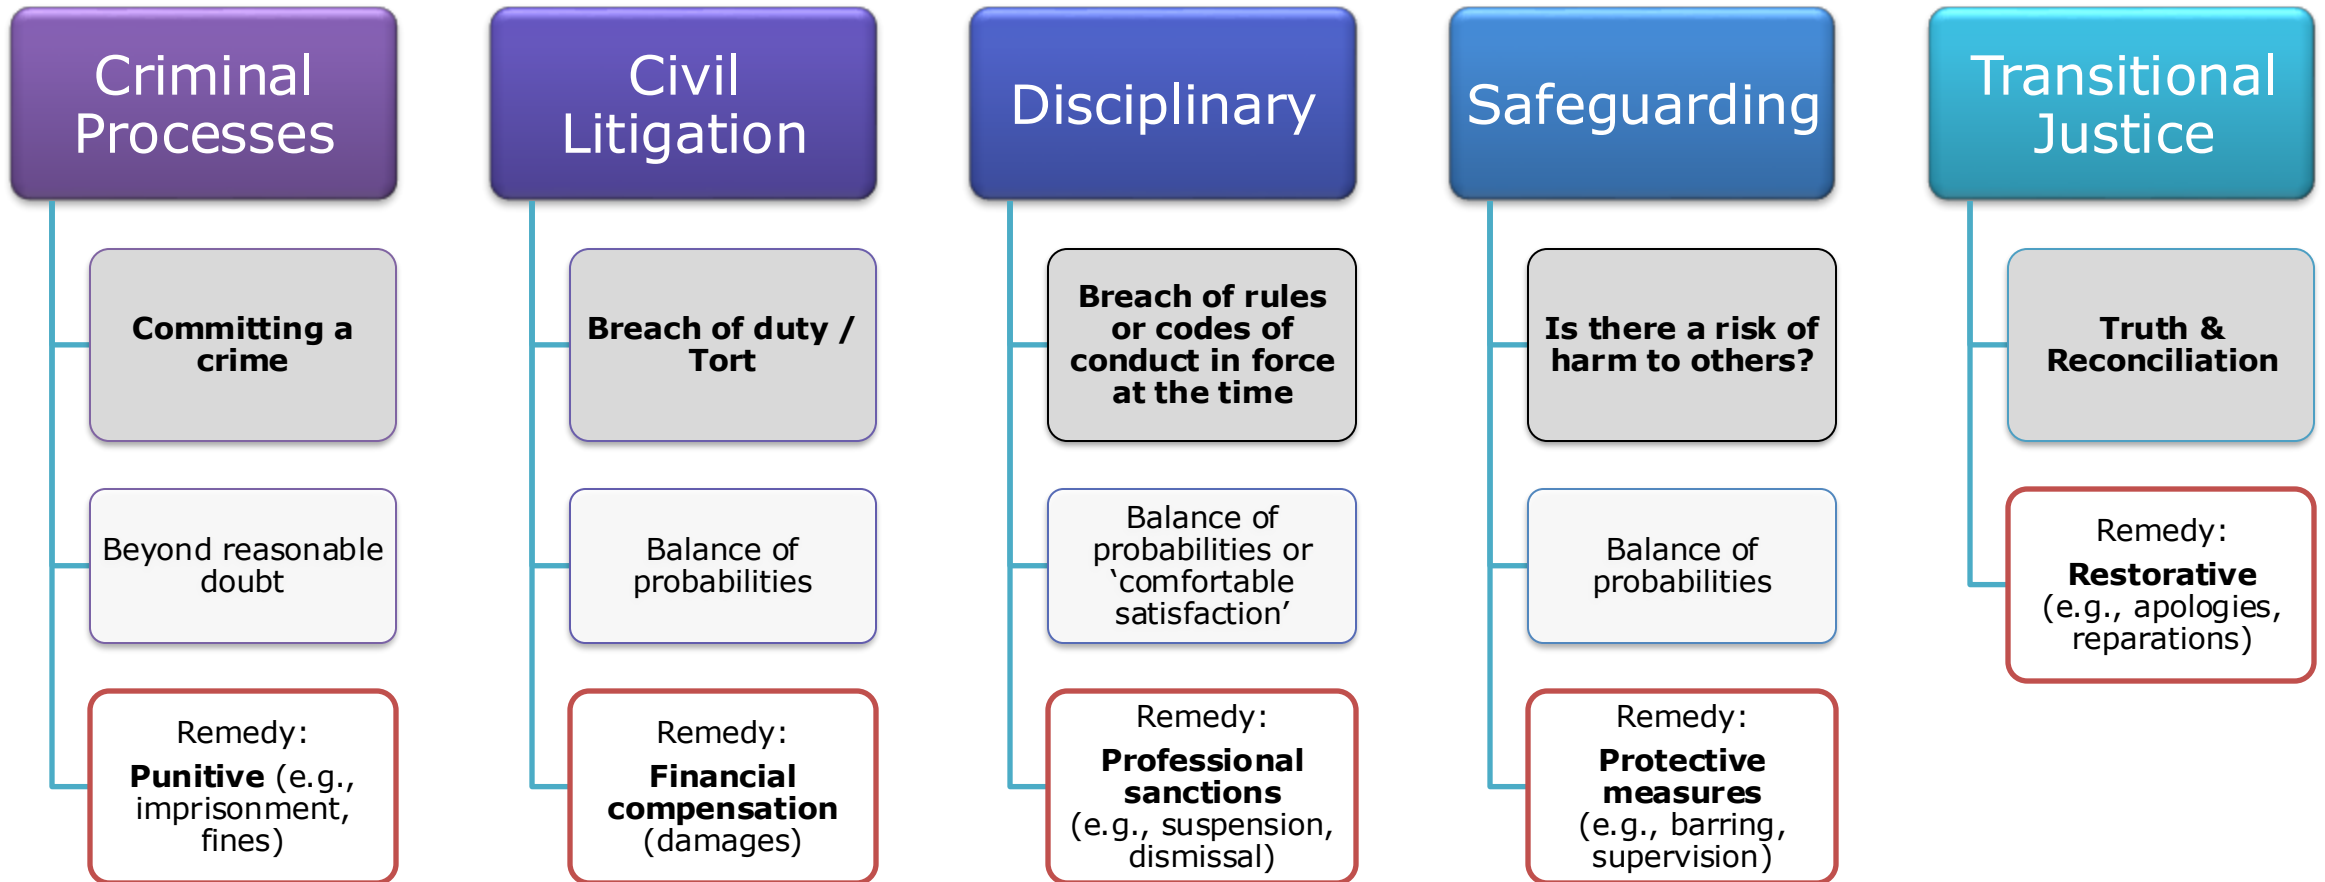 Criminal
Processes
Committing a
crime
Beyond reasonable
doubt
Remedy:
Punitive (e.g.,
imprisonment,
fines)
Civil
Litigation
Breach of duty /
Tort
Balance of
probabilities
Remedy:
Financial
compensation
(damages)
Disciplinary
Breach of rules
or codes of
conduct in force
at the time
Balance of
probabilities or
‘comfortable
satisfaction’
Remedy:
Professional
sanctions
(e.g., suspension,
dismissal)
Safeguarding
Is there a risk of
harm to others?
Balance of
probabilities
Remedy:
Protective
measures
(e.g., barring,
supervision)
Transitional
Justice
Truth &
Reconciliation
Remedy:
Restorative
(e.g., apologies,
reparations)